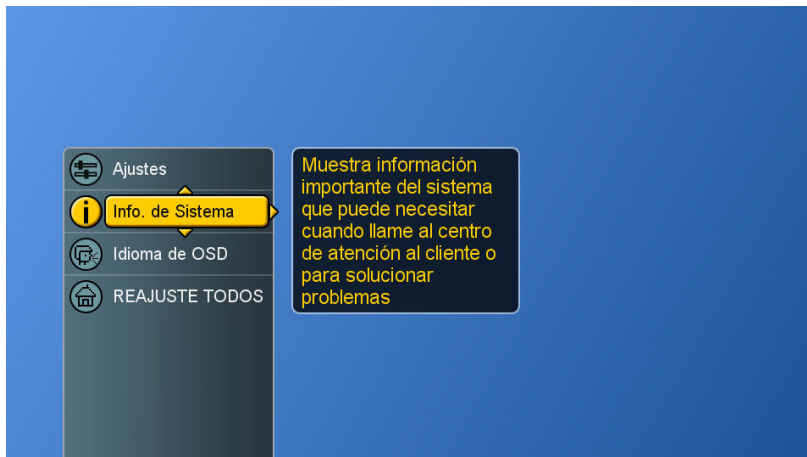 Ajustes
Info. de Sistema
Idioma de OSD
REAJUSTE TODOS
Muestra información
importante del sistema
que puede necesitar
cuando llame al centro
de atención al cliente o
para solucionar
problemas